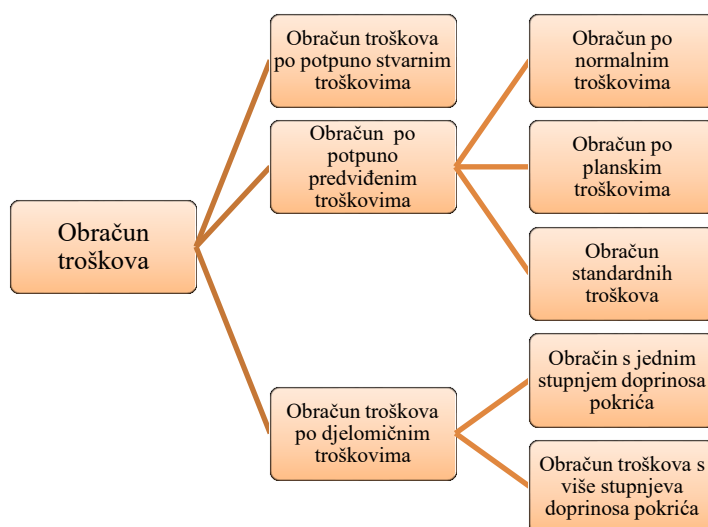 Obračun
troškova
Obračun troškova
po potpuno stvarnim
troškovima
Obračun po
potpuno
predviđenim
troškovima
Obračun po
normalnim
troškovima
Obračun po
planskim
troškovima
Obračun
standardnih
troškova
Obračun troškova
po djelomičnim
troškovima
Obračin s jednim
stupnjem doprinosa
pokrića
Obračun troškova s
više stupnjeva
doprinosa pokrića